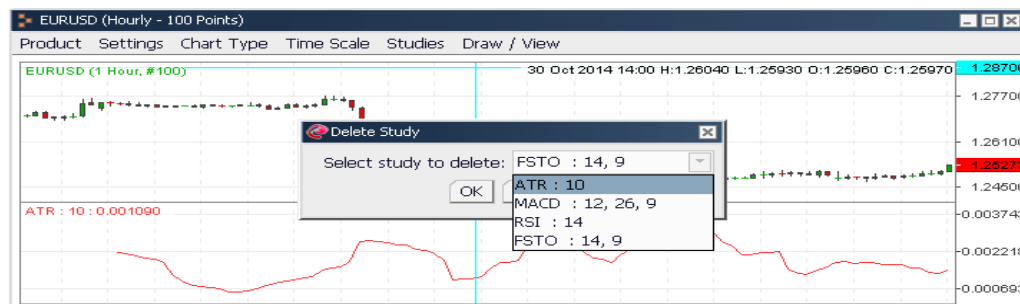 EURUSD (Hourly - 100 Points)
Product Settings Chart Type Time Scale Studies Draw / View
EURUSD (1 Hour, #100) 30 Oct 2014 14:00 H:1.26040 L:1.25930 O:1.25960 C:1.25970
1.28700
1.27700
Delete Study
1.26100
Select study to delete: FSTO : 14, 9
1.25277
OK
ATR : 10
1.24500
MACD : 12, 26, 9
ATR : 10 : 0.001090
RSI : 14
FSTO : 14, 9
0.00374
0.002218
0.00069